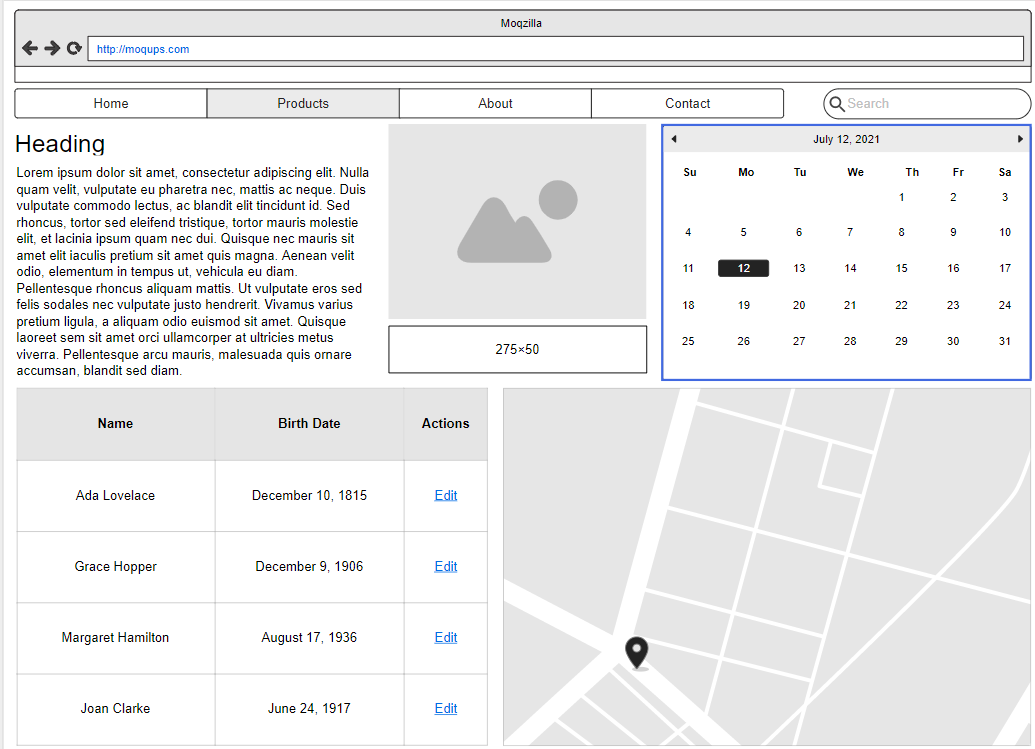 Moqzilla
http://moqups.com
Home Products About Contact Search
Heading
Lorem ipsum dolor sit amet, consectetur adipiscing elit. Nulla
quam velit, vulputate eu pharetra nec, mattis ac neque. Duis
vulputate commodo lectus, ac blandit elit tincidunt id. Sed
rhoncus, tortor sed eleifend tristique, tortor mauris molestie
elit, et lacinia ipsum quam nec dui. Quisque nec mauris sit
amet elit iaculis pretium sit amet quis magna. Aenean velit
odio, elementum in tempus ut, vehicula eu diam.
Pellentesque rhoncus aliquam mattis. Ut vulputate eros sed
felis sodales nec vulputate justo hendrerit. Vivamus varius
pretium ligula, a aliquam odio euismod sit amet. Quisque
laoreet sem sit amet orci ullamcorper at ultricies metus
viverra. Pellentesque arcu mauris, malesuada quis ornare
accumsan, blandit sed diam.
275×50
July 12, 2021
Su Mo Tu We Th Fr Sa
1 2 3
4 5 6 7 8 9 10
11 12 13 14 15 16 17
18 19 20 21 22 23 24
25 26 27 28 29 30 31
Name Birth Date Actions
Ada Lovelace December 10, 1815 Edit
Grace Hopper December 9, 1906 Edit
Margaret Hamilton August 17, 1936 Edit
Joan Clarke June 24, 1917 Edit